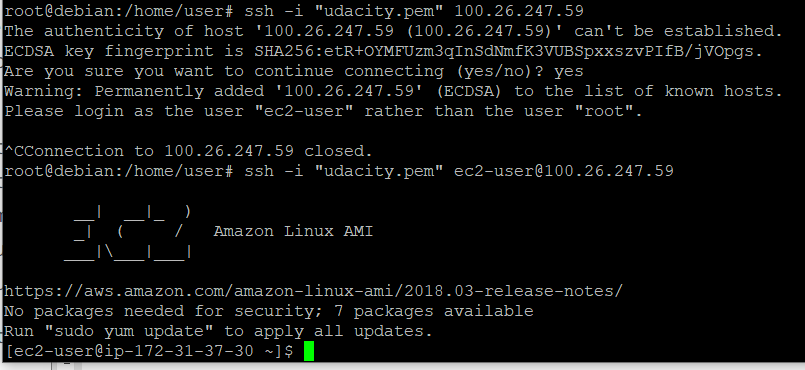 root@debian:/home/user# ssh -i "udacity.pem" 100.26.247.59
The authenticity of host '100.26.247.59 (100.26.247.59)' can't be established.
ECDSA key fingerprint is SHA256:etR+OYMFUzm3qInSdNmfK3VUBSpxxszvPIfB/jVOpgs.
Are you sure you want to continue connecting (yes/no)? yes
Warning: Permanently added '100.26.247.59' (ECDSA) to the list of known hosts.
Please login as the user "ec2-user" rather than the user "root".

^CConnection to 100.26.247.59 closed.
root@debian:/home/user# ssh -i "udacity.pem" ec2-user@100.26.247.59

       __|  __|_  )
       _|  (     /   Amazon Linux AMI
      ___|\___|___|

https://aws.amazon.com/amazon-linux-ami/2018.03-release-notes/
No packages needed for security; 7 packages available
Run "sudo yum update" to apply all updates.
[ec2-user@ip-172-31-37-30 ~]$